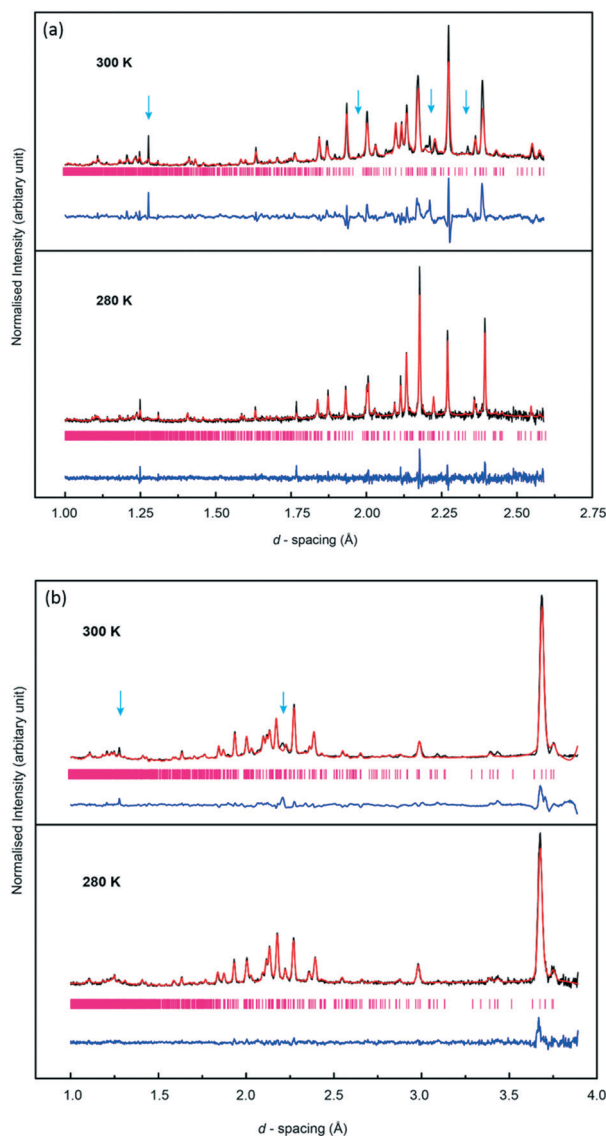 (a)
300 K
280 K
Normalised Intensity (arbitary unit)
1.00 1.25 1.50 1.75 2.00 2.25 2.50 2.75
d - spacing (Å)
(b)
300 K
280 K
Normalised Intensity (arbitary unit)
1.0 1.5 2.0 2.5 3.0 3.5 4.0
d - spacing (Å)